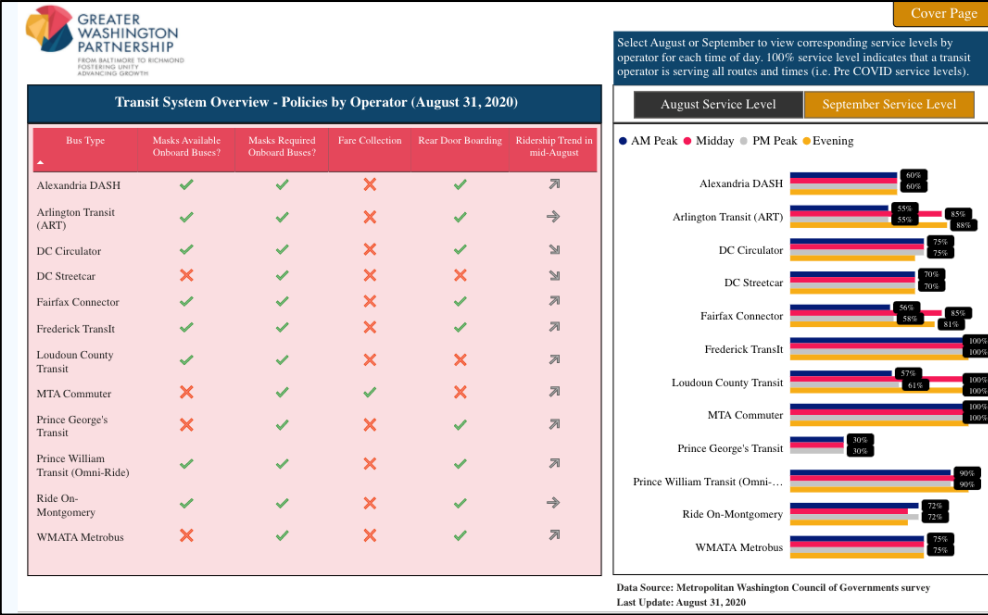 GREATER
WASHINGTON
PARTNERSHIP
FROM BALTIMORE TO RICHMOND
FOSTERING UNITY
ADVANCING GROWTH
Cover Page
Select August or September to view corresponding service levels by
operator for each time of day. 100% service level indicates that a transit
operator is serving all routes and times (i.e. Pre COVID service levels).
Transit System Overview - Policies by Operator (August 31, 2020)
Bus Type
Masks Available
Onboard Buses?
Masks Required
Onboard Buses?
Fare Collection
Rear Door Boarding
Ridership Trend in
mid-August
Alexandria DASH
Arlington Transit
(ART)
DC Circulator
DC Streetcar
Fairfax Connector
Frederick TransIt
Loudoun County
Transit
MTA Commuter
Prince George's
Transit
Prince William
Transit (Omni-Ride)
Ride On-
Montgomery
WMATA Metrobus
August Service Level
September Service Level
AM Peak
Midday
PM Peak
Evening
Alexandria DASH
60%
60%
Arlington Transit (ART)
55%
85%
55%
88%
DC Circulator
75%
75%
DC Streetcar
70%
70%
Fairfax Connector
56%
85%
58%
81%
Frederick TransIt
100%
100%
Loudoun County Transit
57%
100%
61%
100%
MTA Commuter
100%
100%
Prince George's Transit
30%
30%
Prince William Transit (Omni-…
90%
90%
Ride On-Montgomery
72%
72%
WMATA Metrobus
75%
75%
Data Source: Metropolitan Washington Council of Governments survey
Last Update: August 31, 2020